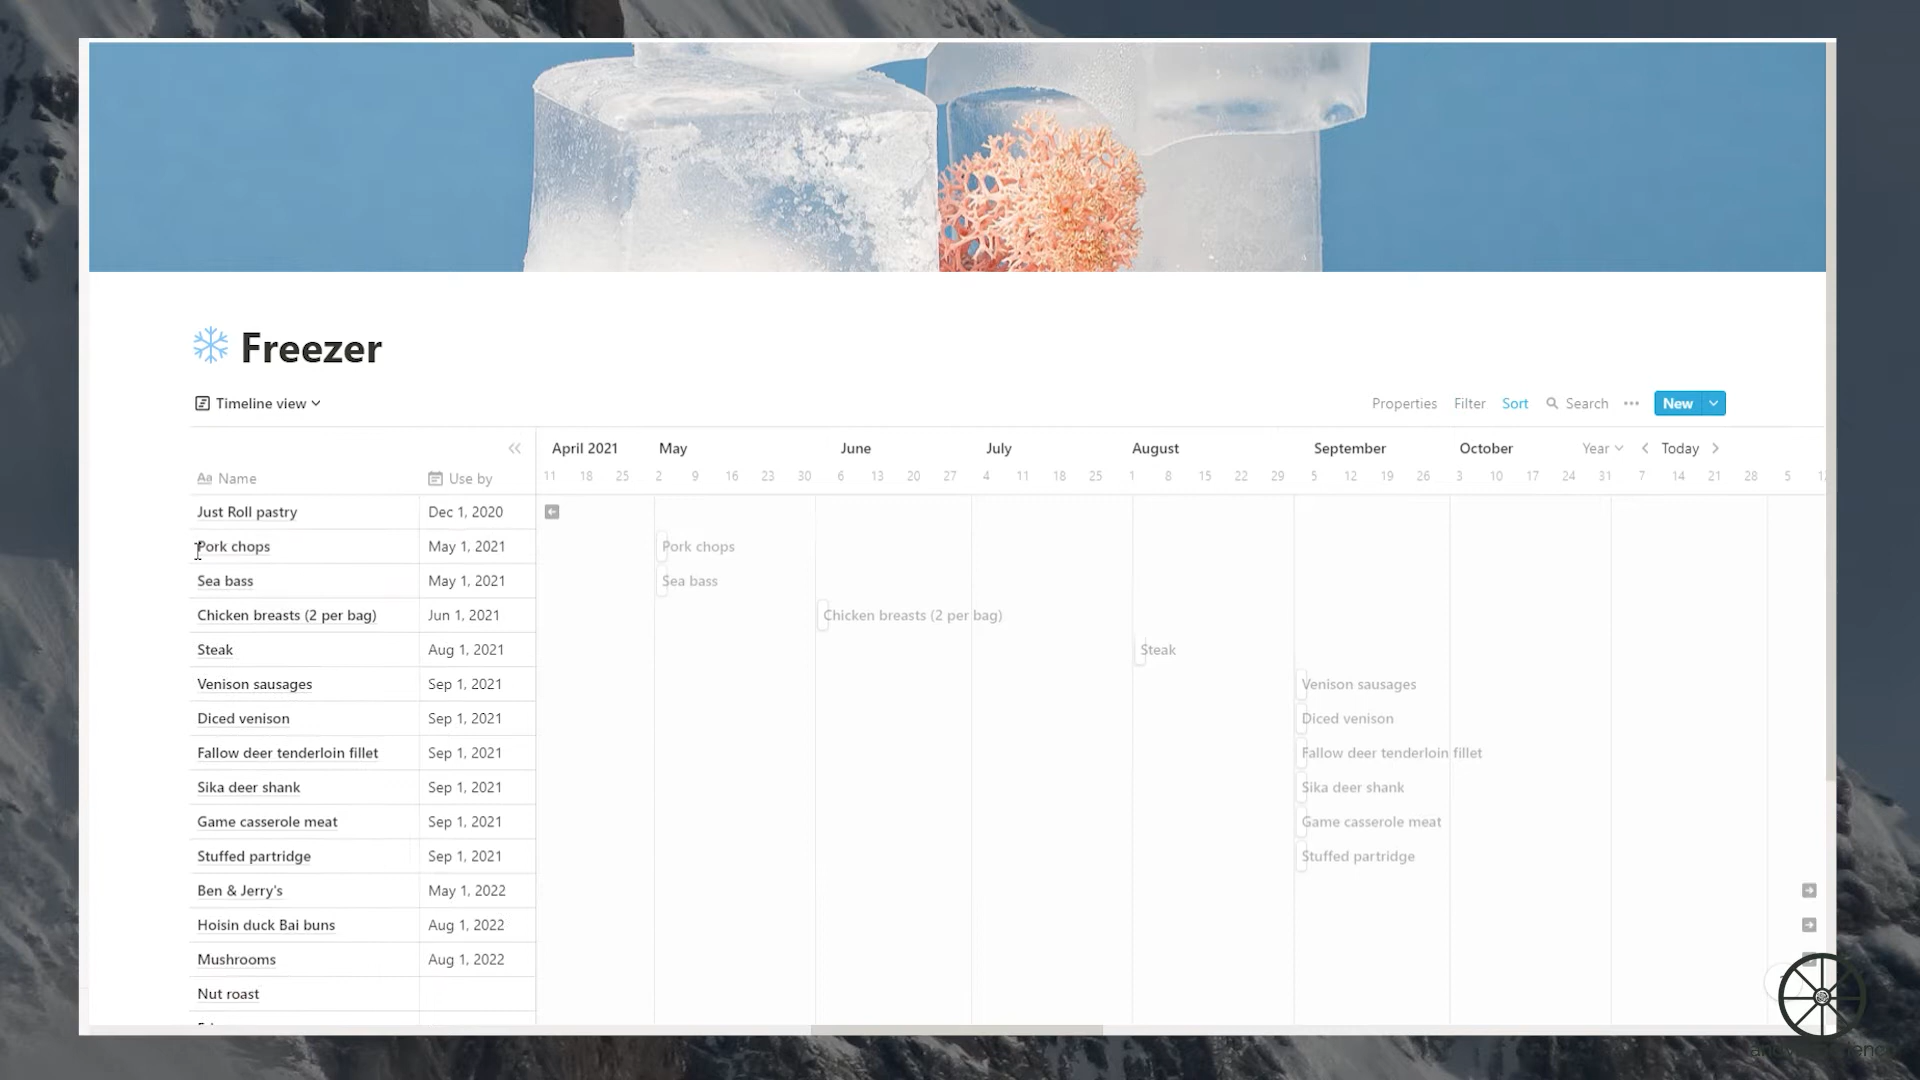 Freezer
Timeline view
Properties Filter Sort Search ••• New
April 2021 May June July August September October Year Today
Aa Name Use by 11 18 25 2 9 16 23 30 6 13 20 27 4 11 18 25 1 8 15 22 29 5 12 19 26 3 10 17 24 31 7 14 21 28 5
Just Roll pastry Dec 1, 2020
Pork chops May 1, 2021 Pork chops
Sea bass May 1, 2021 Sea bass
Chicken breasts (2 per bag) Jun 1, 2021 Chicken breasts (2 per bag)
Steak Aug 1, 2021 Steak
Venison sausages Sep 1, 2021 Venison sausages
Diced venison Sep 1, 2021 Diced venison
Fallow deer tenderloin fillet Sep 1, 2021 Fallow deer tenderloin fillet
Sika deer shank Sep 1, 2021 Sika deer shank
Game casserole meat Sep 1, 2021 Game casserole meat
Stuffed partridge Sep 1, 2021 Stuffed partridge
Ben & Jerry's May 1, 2022
Hoisin duck Bai buns Aug 1, 2022
Mushrooms Aug 1, 2022
Nut roast